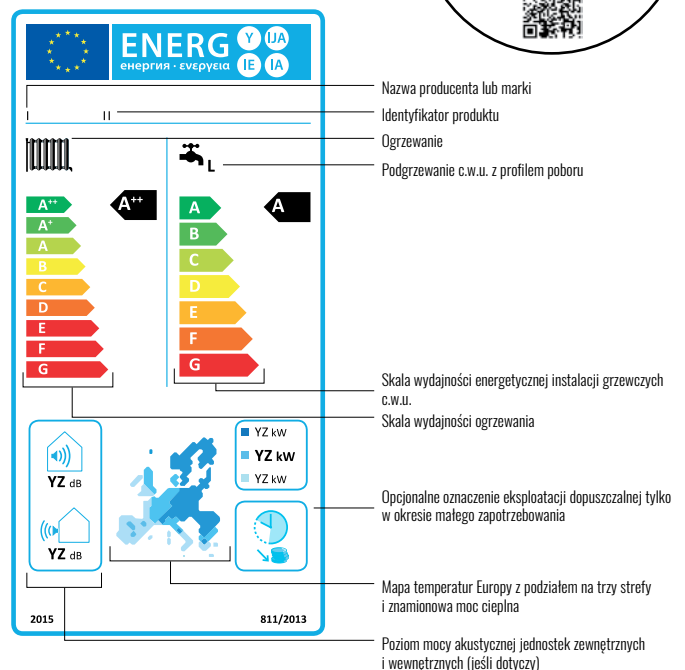 ENERG Y IJA
енергия · ενεργεια IE IA
Nazwa producenta lub marki
I II
Identyfikator produktu
Ogrzewanie
L
Podgrzewanie c.w.u. z profilem poboru
A++ A++ A A
A+ B
A C
B D
C E
D F
E G
F
G
Skala wydajności energetycznej instalacji grzewczych
c.w.u.
Skala wydajności ogrzewania
YZ dB
YZ dB
YZ kW
YZ kW
YZ kW
Opcjonalne oznaczenie eksploatacji dopuszczalnej tylko
w okresie małego zapotrzebowania
Mapa temperatur Europy z podziałem na trzy strefy
i znamionowa moc cieplna
2015 811/2013
Poziom mocy akustycznej jednostek zewnętrznych
i wewnętrznych (jeśli dotyczy)